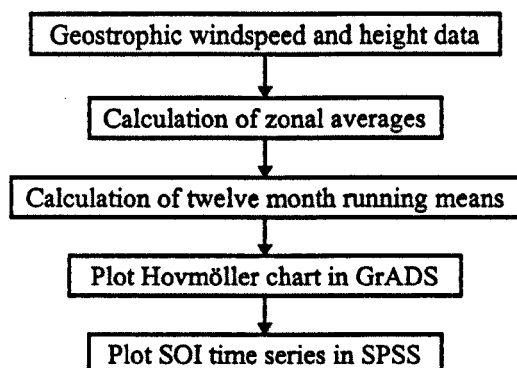 Geostrophic windspeed and height data
Calculation of zonal averages
Calculation of twelve month running means
Plot Hovmöller chart in GrADS
Plot SOI time series in SPSS